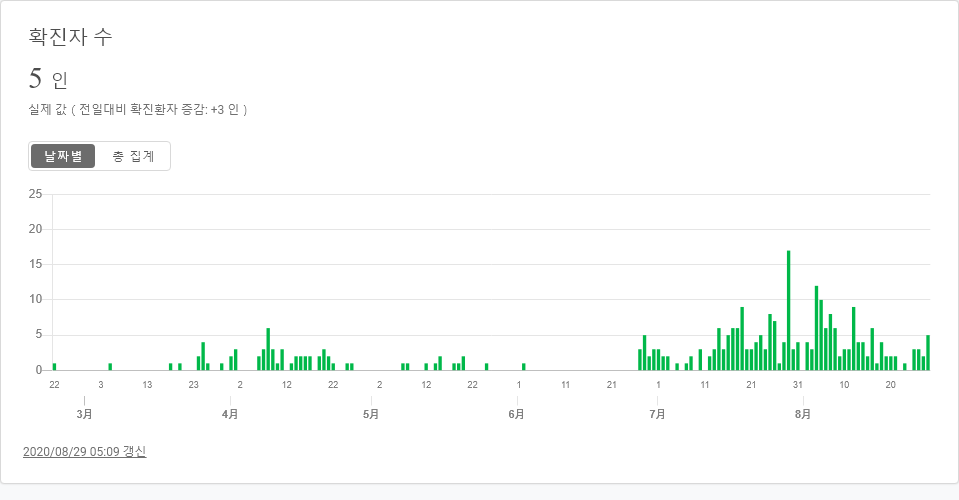 확진자 수
5 인
실제 값 ( 전일대비 확진환자 증감: +3 인 )
날짜별 총 집계
25
20
15
10
5
0
22 3 13 23 2 12 22 2 12 22 1 11 21 1 11 21 31 10 20
3月 4月 5月 6月 7月 8月
2020/08/29 05:09 갱신